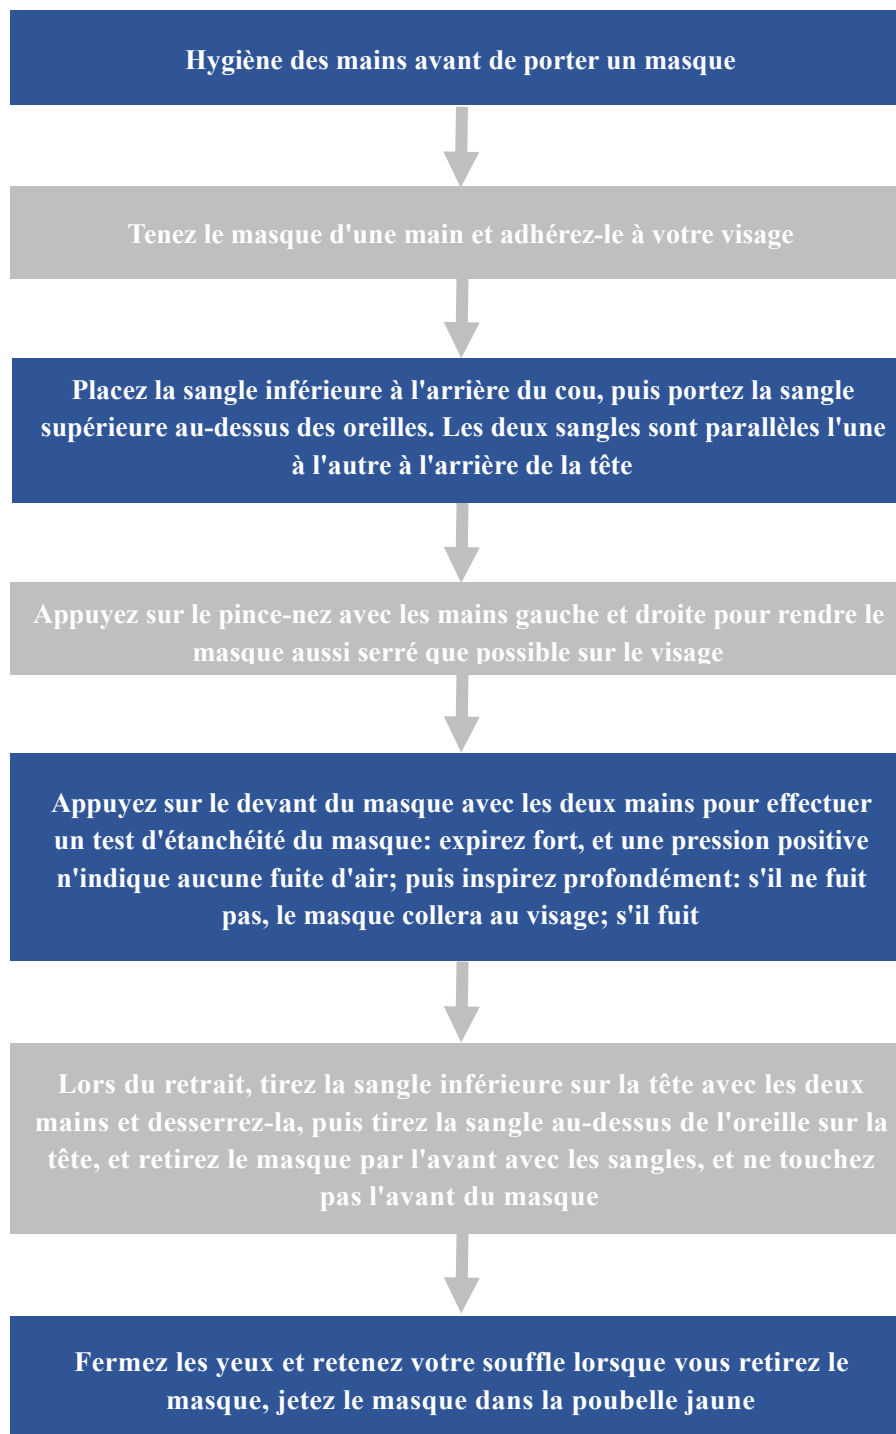 Hygiène des mains avant de porter un masque
Tenez le masque d'une main et adhérez-le à votre visage
Placez la sangle inférieure à l'arrière du cou, puis portez la sangle
supérieure au-dessus des oreilles. Les deux sangles sont parallèles l'une
à l'autre à l'arrière de la tête
Appuyez sur le pince-nez avec les mains gauche et droite pour rendre le
masque aussi serré que possible sur le visage
Appuyez sur le devant du masque avec les deux mains pour effectuer
un test d'étanchéité du masque: expirez fort, et une pression positive
n'indique aucune fuite d'air; puis inspirez profondément: s'il ne fuit
pas, le masque collera au visage; s'il fuit
Lors du retrait, tirez la sangle inférieure sur la tête avec les deux
mains et desserrez-la, puis tirez la sangle au-dessus de l'oreille sur la
tête, et retirez le masque par l'avant avec les sangles, et ne touchez
pas l'avant du masque
Fermez les yeux et retenez votre souffle lorsque vous retirez le
masque, jetez le masque dans la poubelle jaune